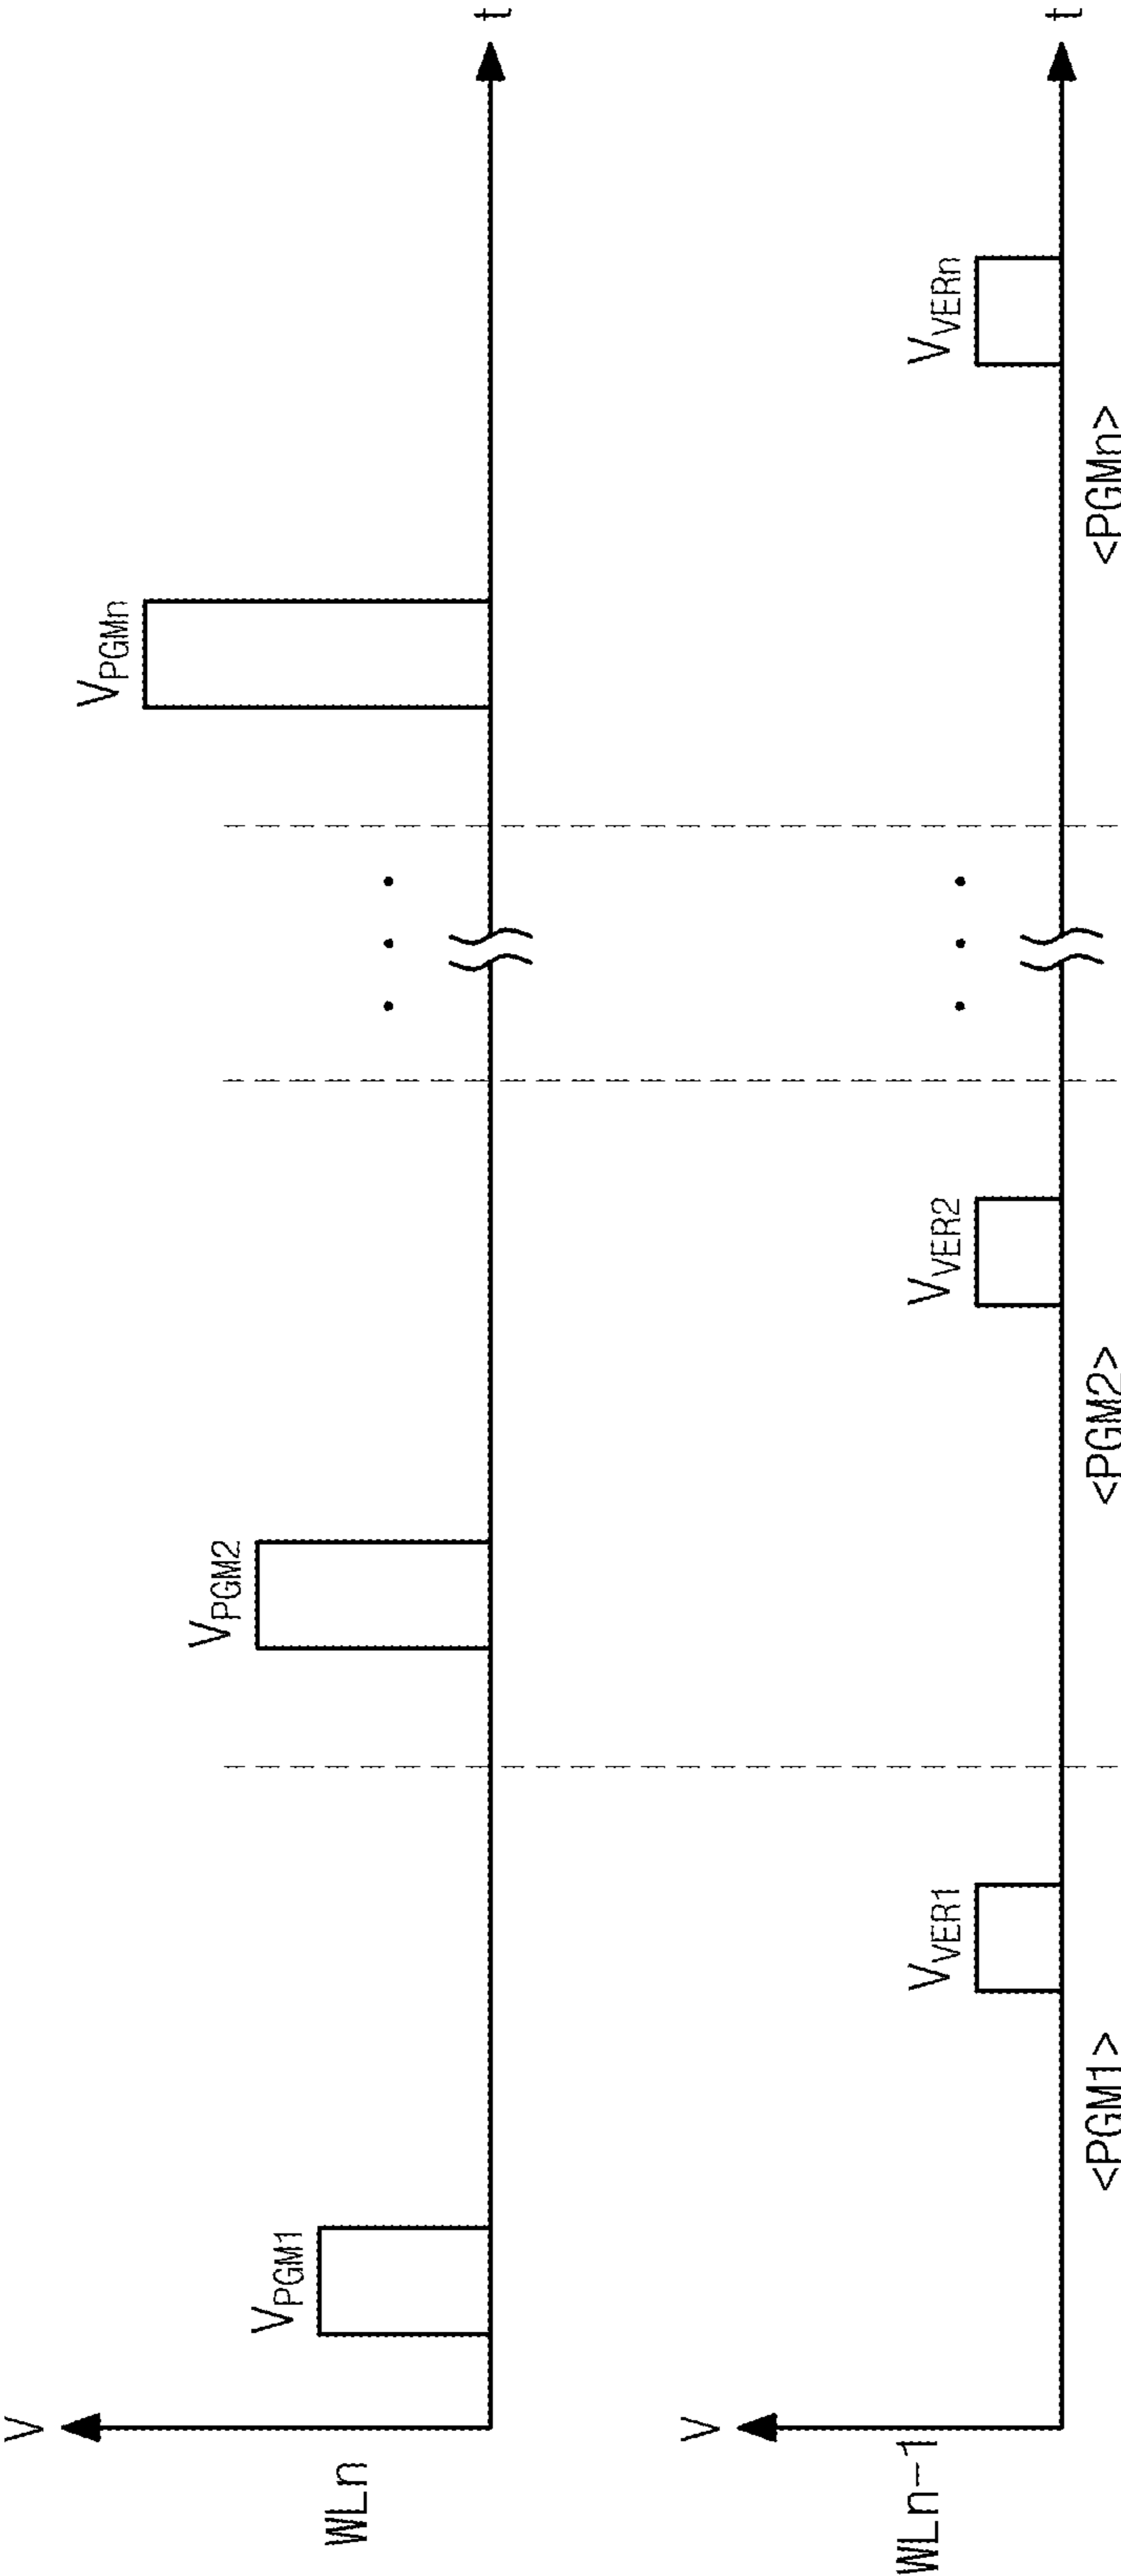 V
WLn
VPGM1
VPGM2
VPGMn
t
V
WLn-1
VVER1
VVER2
VVERn
t
<PGM1>
<PGM2>
<PGMn>